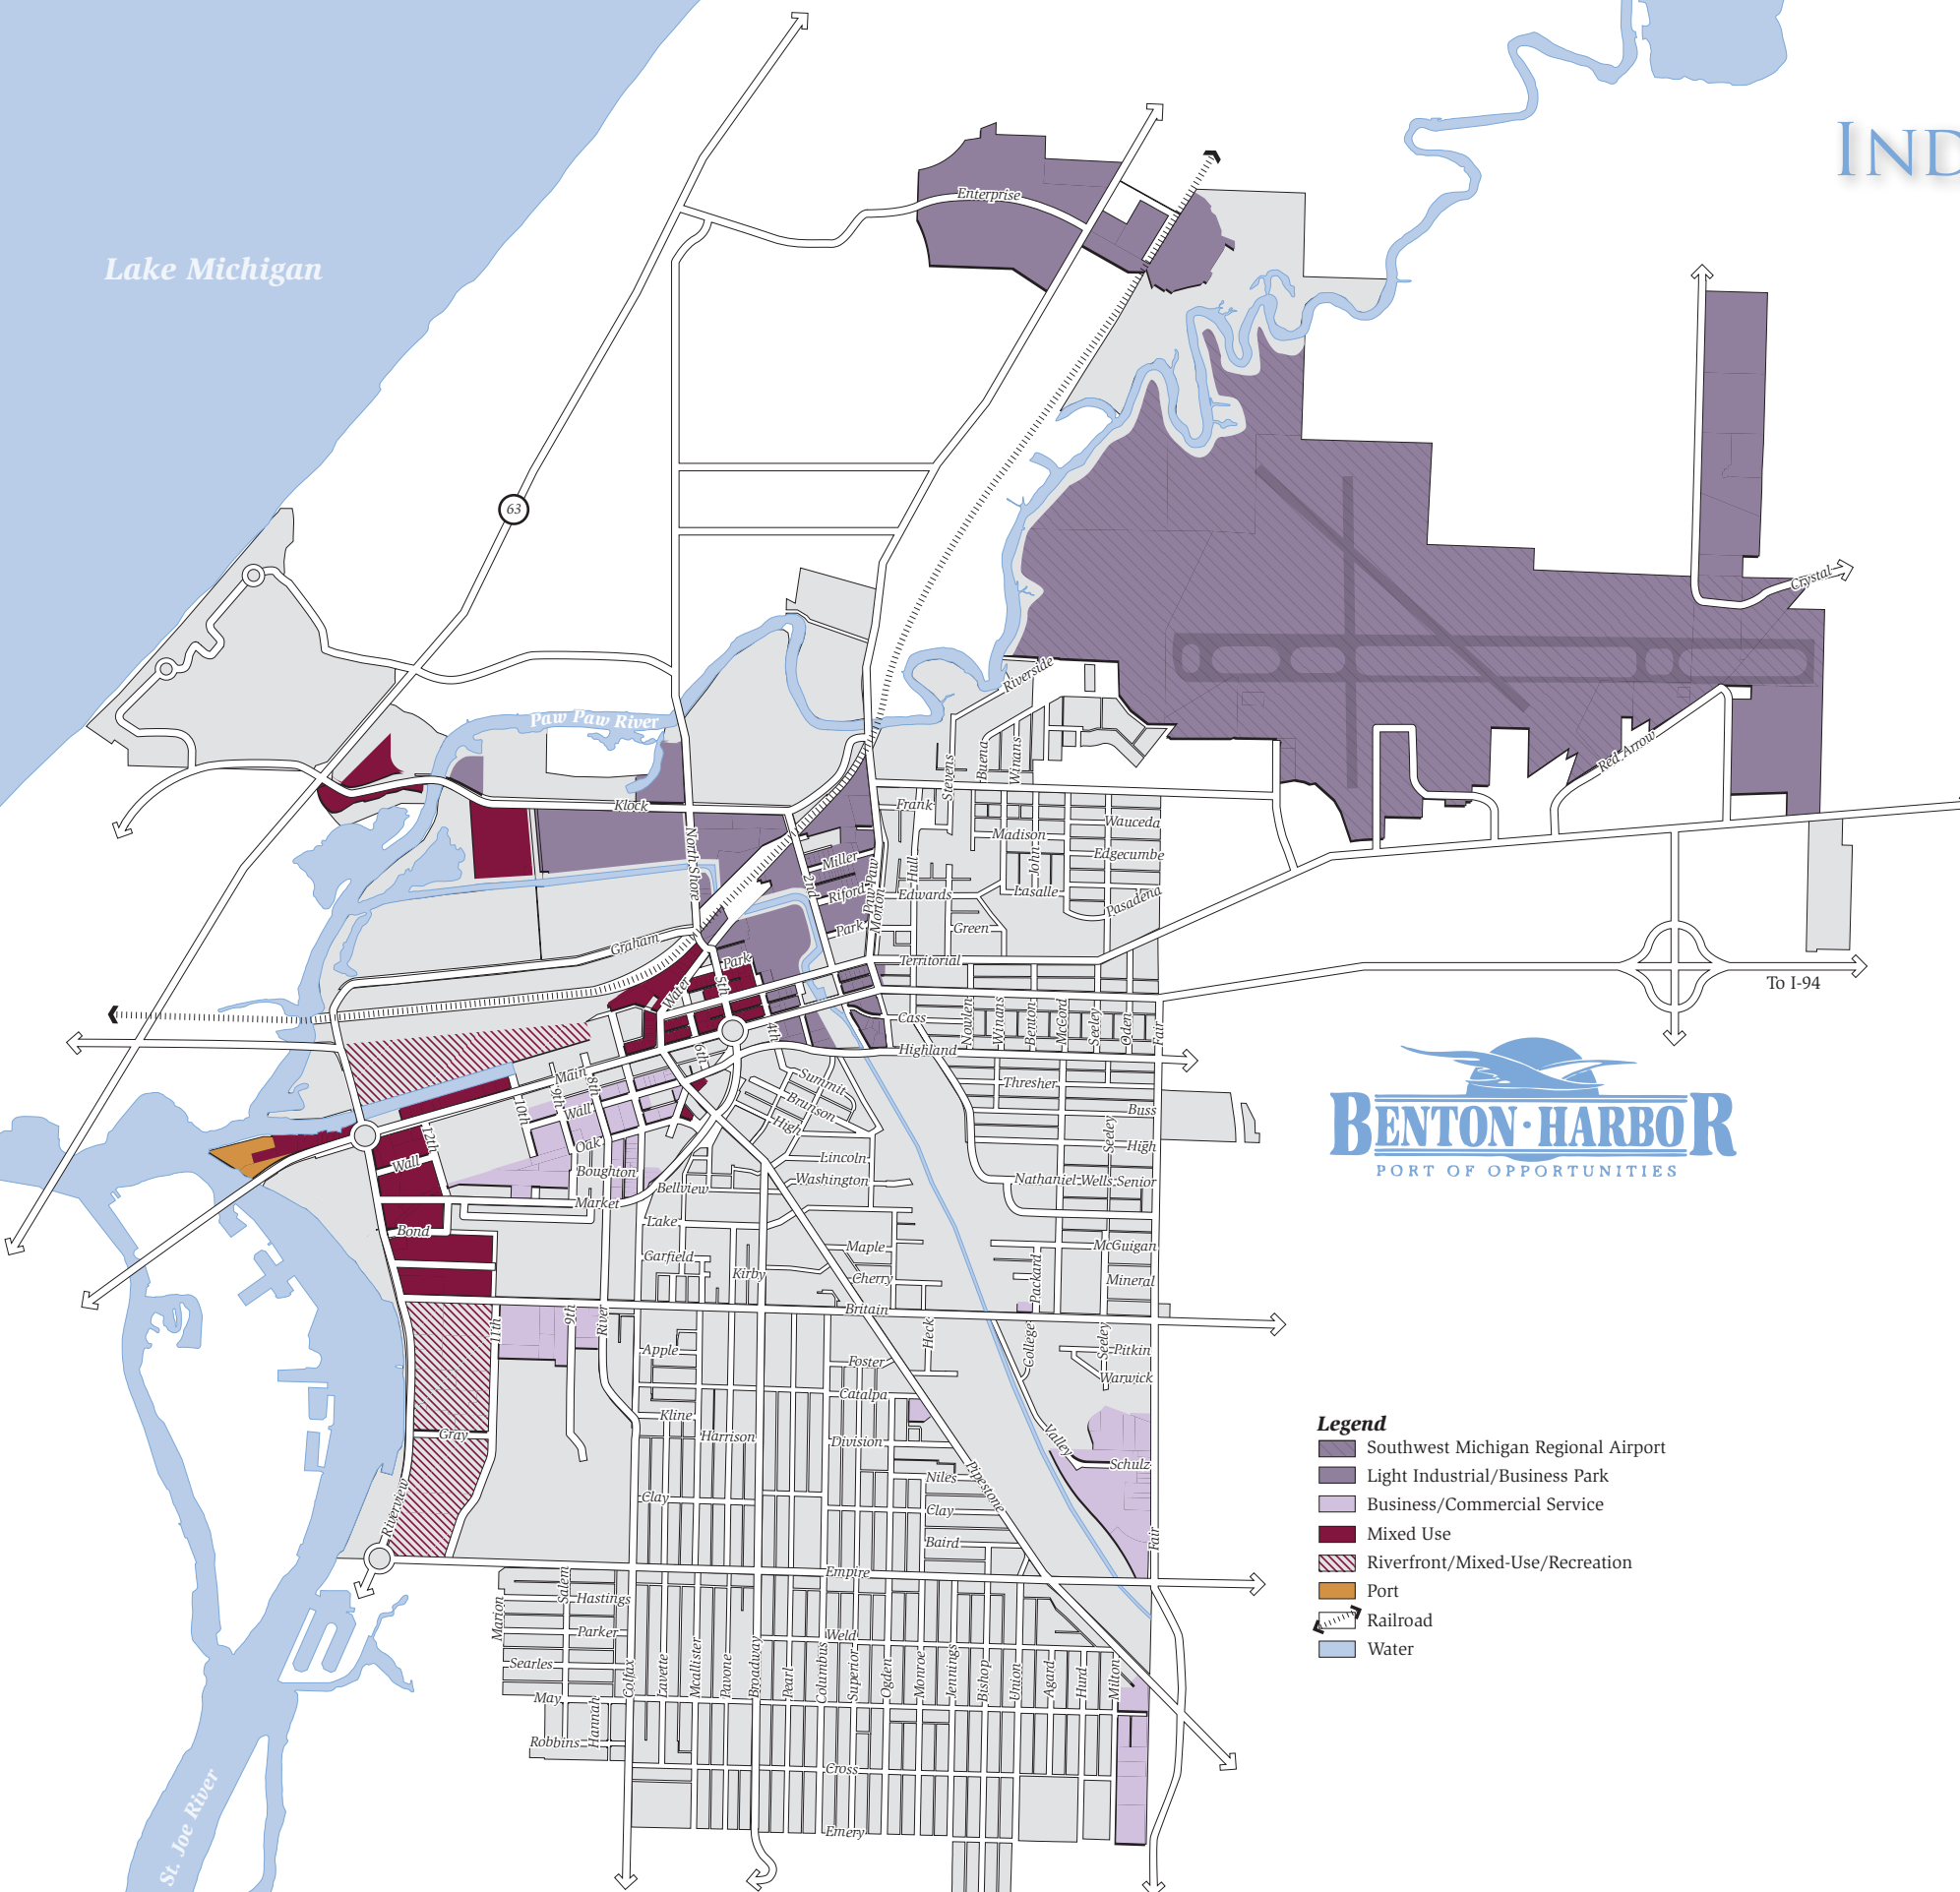 IND
Lake Michigan
Enterprise
63
Crystal
Riverside
Paw Paw River
Red Arrow
Stevens
Buena
Winans
Klock
Frank
Wauceda
Madison
Edgecumbe
John
Hull
North Shore
Miller
2nd
Riford
Paw Paw
Morton
Edwards
Lasalle
Pasadena
Graham
Park
Green
Park
Territorial
Water
5th
To I-94
4th
Cass
Noulen
Winans
Benton
McCord
Seeley
Oden
Fair
Highland
6th
Main
8th
9th
10th
Wall
Summit
Thresher
Brunson
High
Buss
BENTON·HARBOR
PORT OF OPPORTUNITIES
12th
Oak
Seeley
High
Wall
Boughton
Lincoln
Washington
Nathaniel Wells Senior
Bellview
Market
Lake
Bond
Maple
McGuigan
Garfield
Kirby
Cherry
Packard
Mineral
Britain
11th
9th
River
Heck
College
Seeley
Pitkin
Apple
Foster
Warwick
Catalpa
Kline
Gray
Harrison
Division
Valley
Schulz
Niles
Pipestone
Riverview
Clay
Clay
Baird
Fair
Empire
Salem
Hastings
Marion
Parker
Weld
Searles
Colfax
Lavette
Mcallister
Pavone
Broadway
Pearl
Columbus
Superior
Ogden
Monroe
Jennings
Bishop
Union
Agard
Hurd
Milton
May
Hannah
Robbins
Cross
Emery
St. Joe River
Legend
Southwest Michigan Regional Airport
Light Industrial/Business Park
Business/Commercial Service
Mixed Use
Riverfront/Mixed-Use/Recreation
Port
Railroad
Water